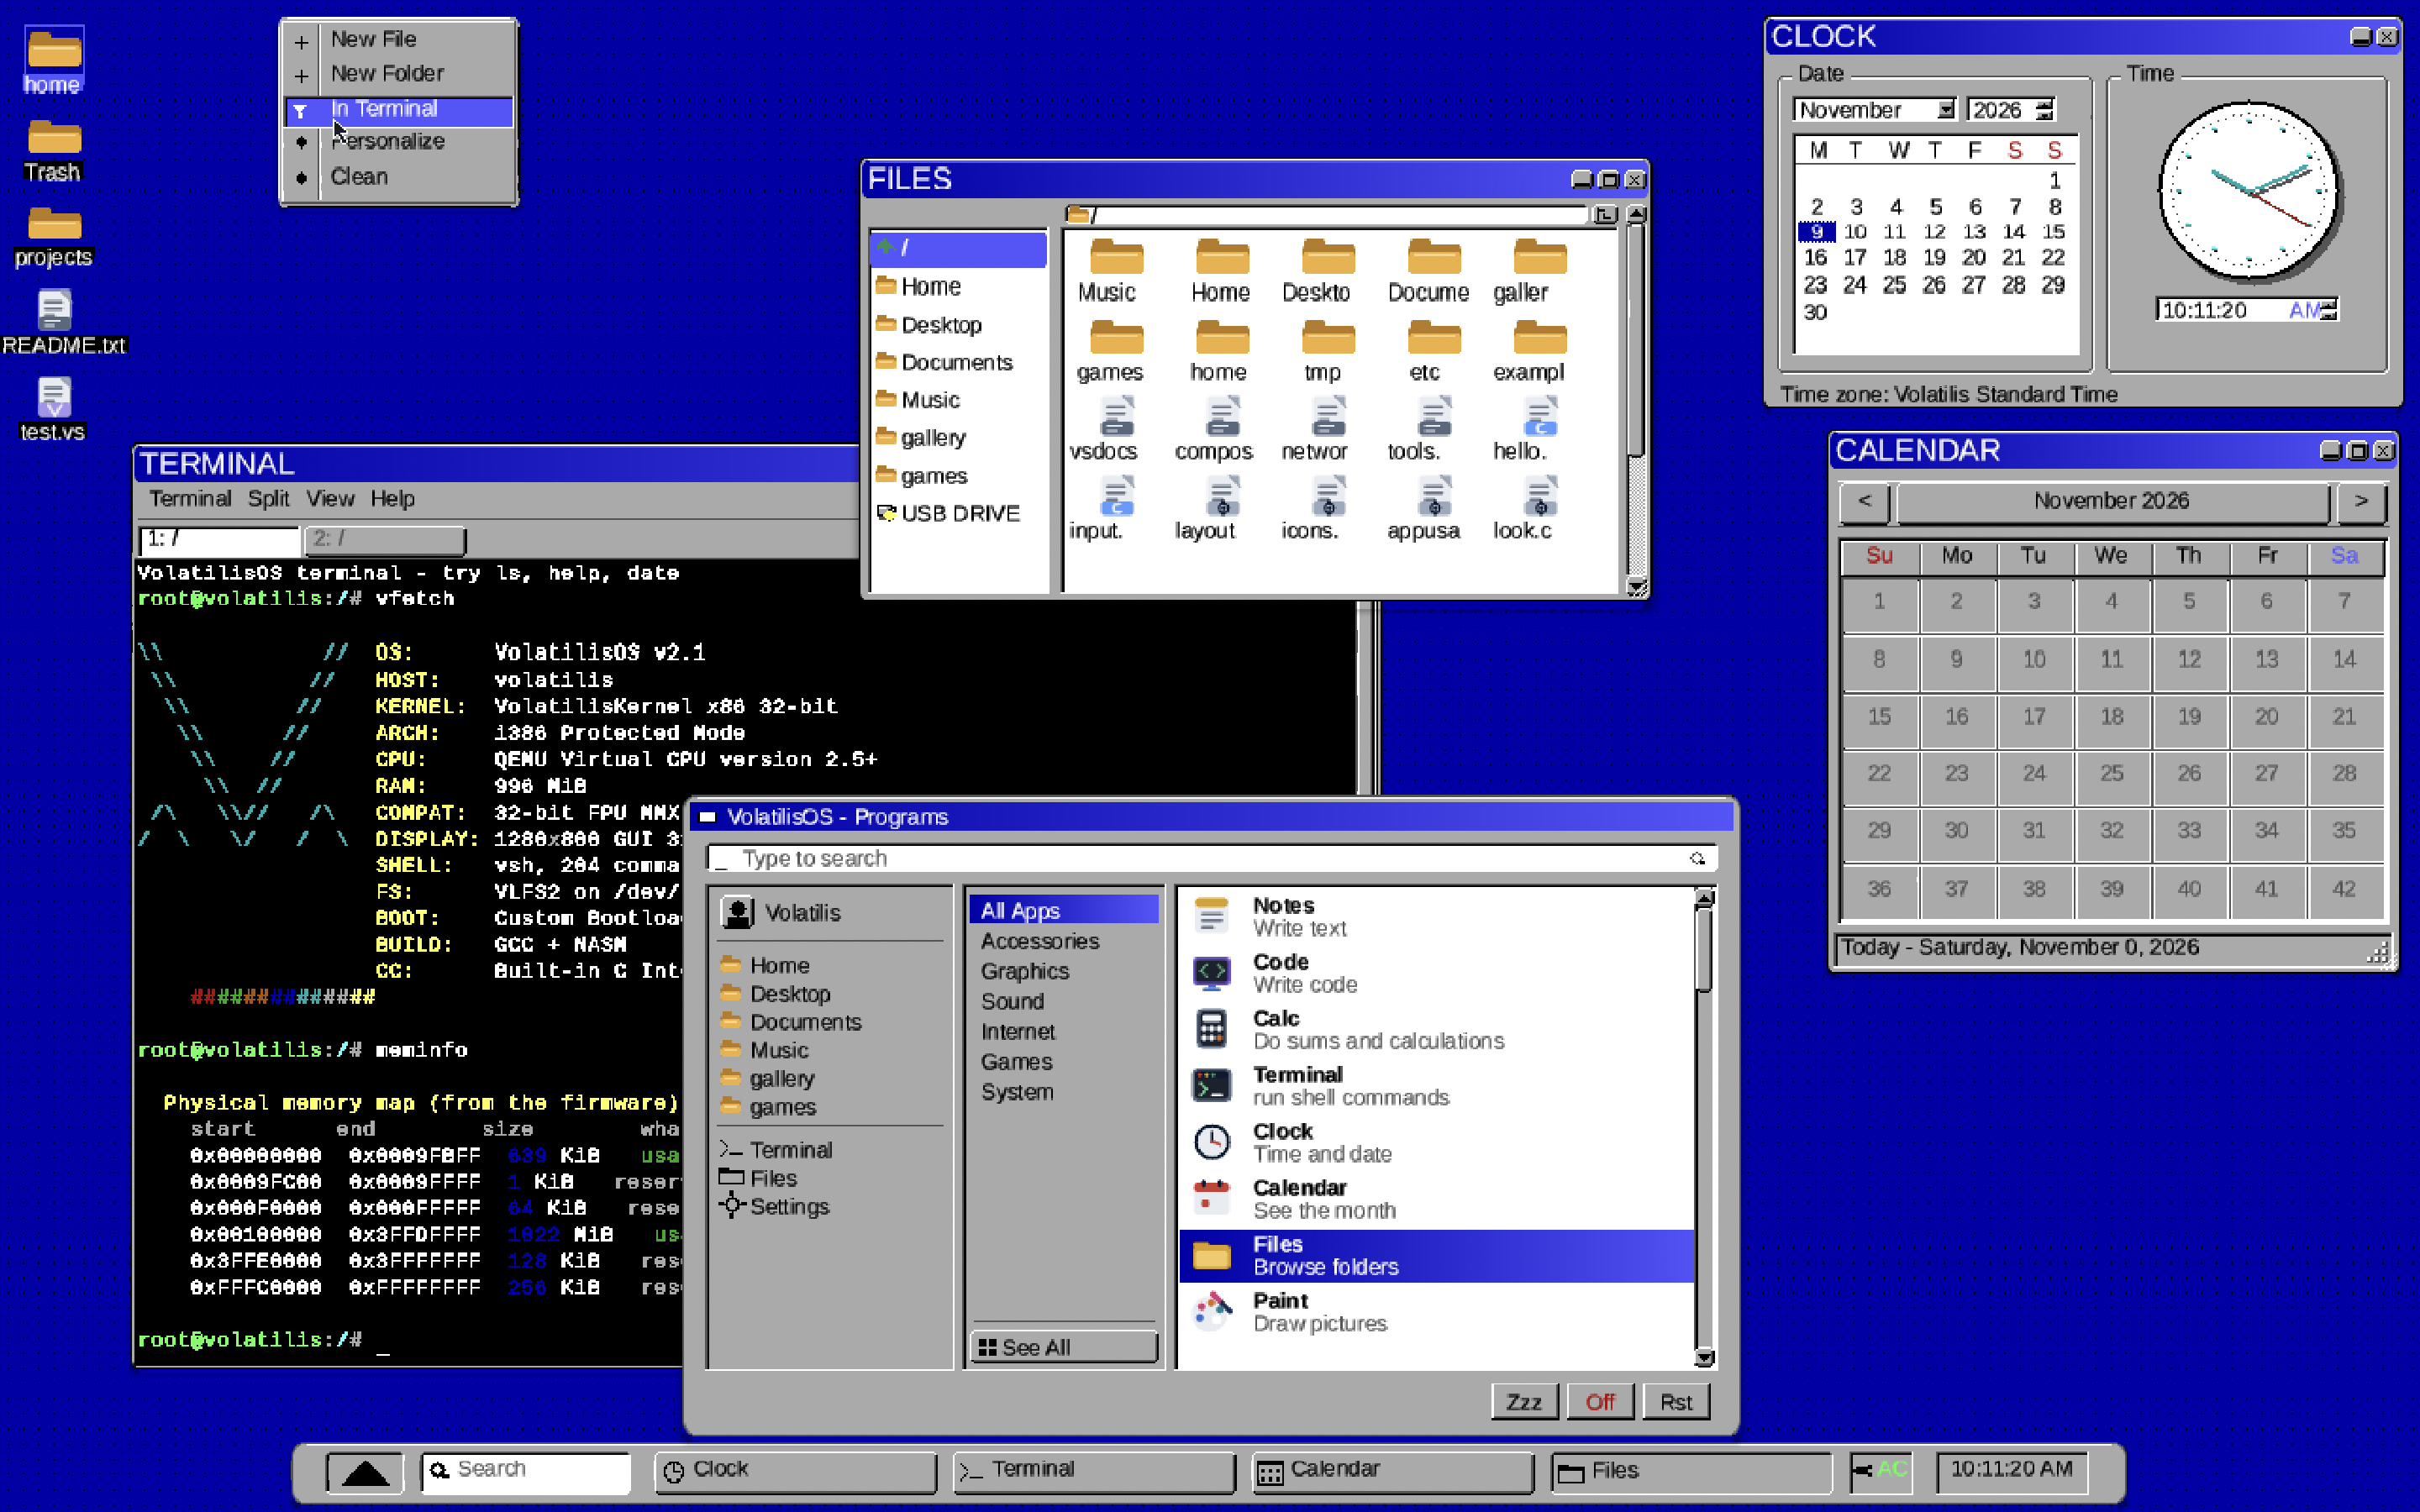 home
Trash
projects
README.txt
test.vs
New File
New Folder
In Terminal
Personalize
Clean
FILES
/
/
Home
Desktop
Documents
Music
gallery
games
USB DRIVE
Music Home Deskto Docume galler
games home tmp etc exampl
vsdocs compos networ tools. hello.
input. layout icons. appusa look.c
CLOCK
Date
November 2026
M T W T F S S
1
2 3 4 5 6 7 8
9 10 11 12 13 14 15
16 17 18 19 20 21 22
23 24 25 26 27 28 29
30
Time
10:11:20 AM
Time zone: Volatilis Standard Time
CALENDAR
< November 2026 >
Su Mo Tu We Th Fr Sa
1 2 3 4 5 6 7
8 9 10 11 12 13 14
15 16 17 18 19 20 21
22 23 24 25 26 27 28
29 30 31 32 33 34 35
36 37 38 39 40 41 42
Today - Saturday, November 0, 2026
TERMINAL
Terminal Split View Help
1: / 2: /
VolatilisOS terminal - try ls, help, date
root@volatilis:/# vfetch
\\ // OS: VolatilisOS v2.1
\\ // HOST: volatilis
\\ // KERNEL: VolatilisKernel x86 32-bit
\\ // ARCH: i386 Protected Mode
\\ // CPU: QEMU Virtual CPU version 2.5+
\\ // RAM: 996 MiB
/\ \\// /\ COMPAT: 32-bit FPU MMX
/ \ \/ / \ DISPLAY: 1280x800 GUI 3
SHELL: vsh, 204 comma
FS: VLFS2 on /dev/
BOOT: Custom Bootloa
BUILD: GCC + NASM
CC: Built-in C Int
##############
root@volatilis:/# meminfo
Physical memory map (from the firmware)
start end size wha
0x00000000 0x0009FBFF 639 KiB usa
0x0009FC00 0x0009FFFF 1 KiB reser
0x000F0000 0x000FFFFF 64 KiB rese
0x00100000 0x3FFDFFFF 1022 MiB us
0x3FFE0000 0x3FFFFFFF 128 KiB res
0xFFFC0000 0xFFFFFFFF 256 KiB res
root@volatilis:/# _
VolatilisOS - Programs
_ Type to search
Volatilis
Home
Desktop
Documents
Music
gallery
games
Terminal
Files
Settings
All Apps
Accessories
Graphics
Sound
Internet
Games
System
See All
Notes
Write text
Code
Write code
Calc
Do sums and calculations
Terminal
run shell commands
Clock
Time and date
Calendar
See the month
Files
Browse folders
Paint
Draw pictures
Zzz Off Rst
Search Clock Terminal Calendar Files AC 10:11:20 AM